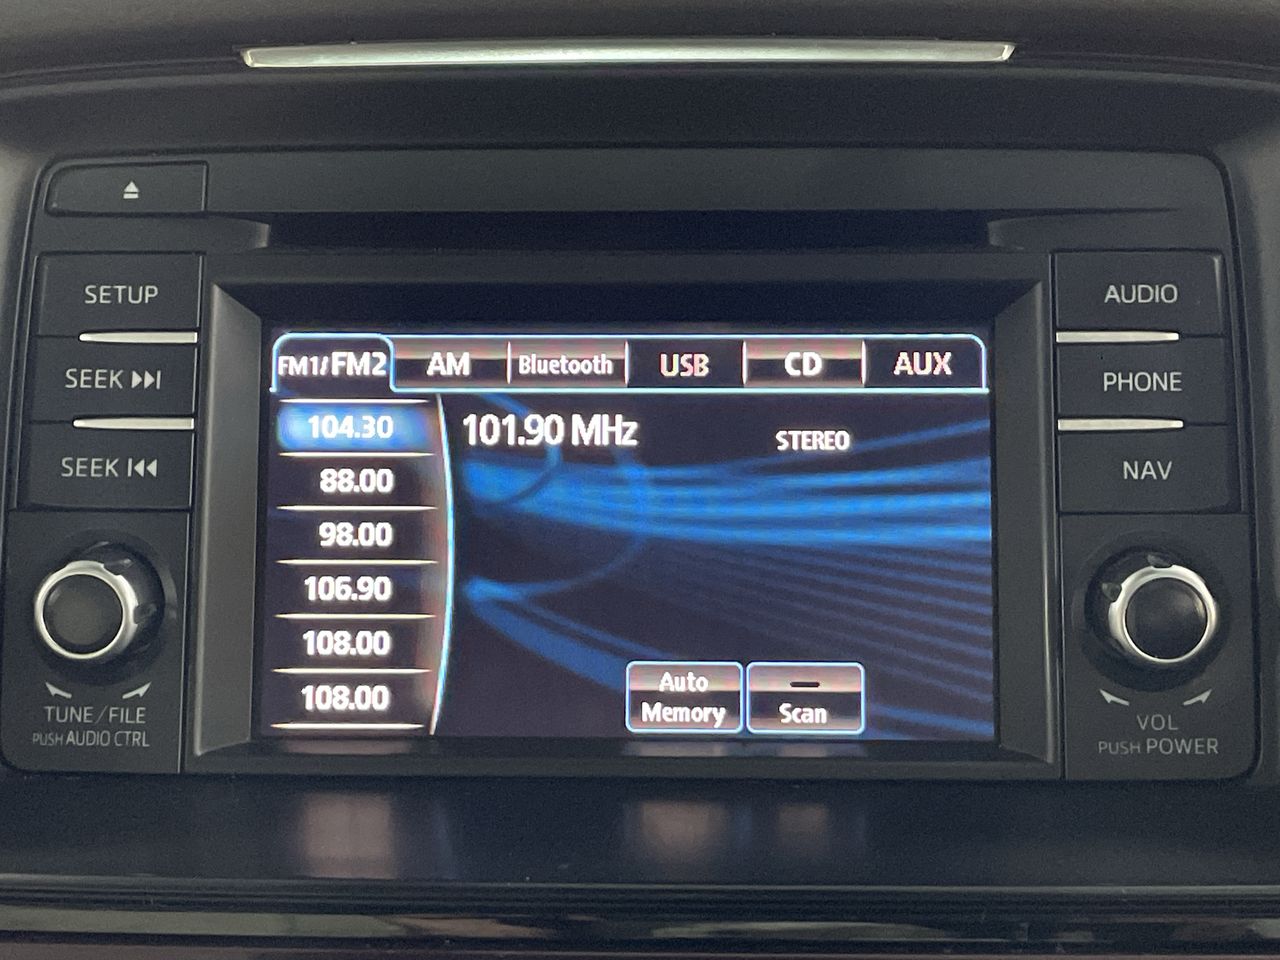 SETUP
SEEK
SEEK
TUNE/FILE
PUSH AUDIO CTRL
FM1/FM2
AM
Bluetooth
USB
CD
AUX
104.30
88.00
98.00
106.90
108.00
108.00
101.90 MHz
STEREO
Auto
Memory
Scan
AUDIO
PHONE
NAV
VOL
PUSH POWER